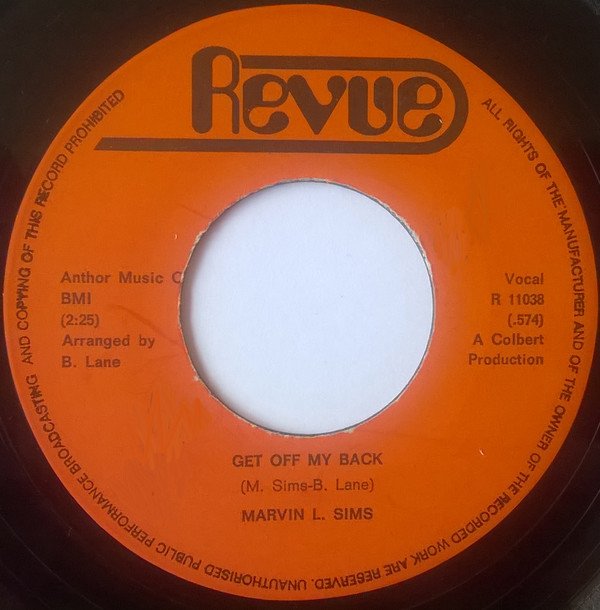 Revue
Anthor Music C
BMI
(2:25)
Arranged by
B. Lane
Vocal
R 11038
(.574)
A Colbert
Production
GET OFF MY BACK
(M. Sims-B. Lane)
MARVIN L. SIMS
ALL RIGHTS OF THE MANUFACTURER AND OF THE OWNER OF THE RECORDED WORK ARE RESERVED. UNAUTHORISED PUBLIC PERFORMANCE BROADCASTING AND COPYING OF THIS RECORD PROHIBITED